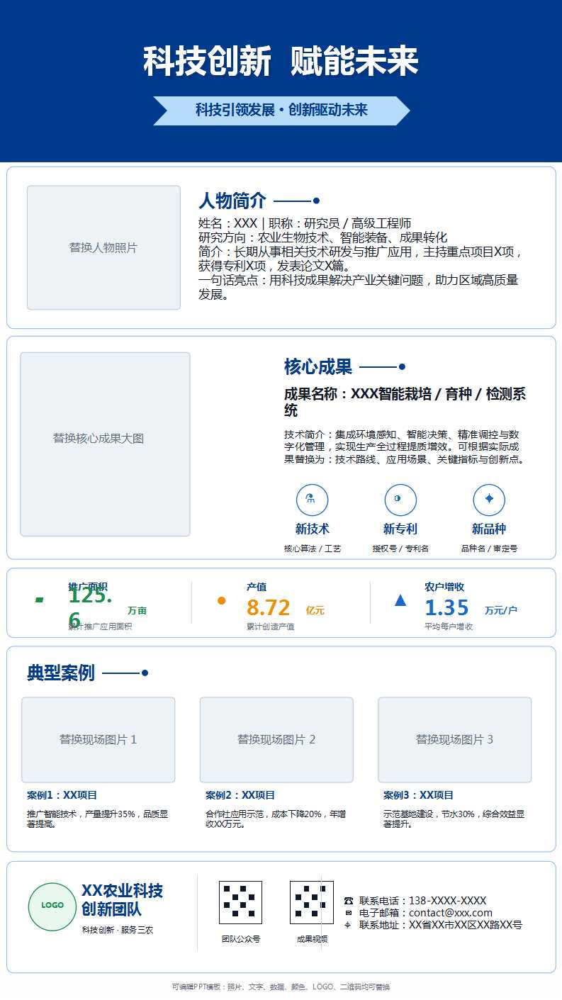 科技创新 赋能未来
科技引领发展·创新驱动未来
替换人物照片
人物简介
姓名：XXX | 职称：研究员 / 高级工程师
研究方向：农业生物技术、智能装备、成果转化
简介：长期从事相关技术研发与推广应用，主持重点项目X项，
获得专利X项，发表论文X篇。
一句话亮点：用科技成果解决产业关键问题，助力区域高质量
发展。
替换核心成果大图
核心成果
成果名称：XXX智能栽培 / 育种 / 检测系
统
技术简介：集成环境感知、智能决策、精准调控与数
字化管理，实现生产全过程提质增效。可根据实际成
果替换为：技术路线、应用场景、关键指标与创新点。
新技术
核心算法 / 工艺
新专利
授权号 / 专利名
新品种
品种名 / 审定号
推广面积
125.
6
万亩
累计推广应用面积
产值
8.72 亿元
累计创造产值
农户增收
1.35 万元/户
平均每户增收
典型案例
替换现场图片 1
替换现场图片 2
替换现场图片 3
案例1：XX项目
推广智能技术，产量提升35%，品质显
著提高。
案例2：XX项目
合作社应用示范，成本下降20%，年增
收XX万元。
案例3：XX项目
示范基地建设，节水30%，综合效益显
著提升。
LOGO
XX农业科技
创新团队
科技创新 · 服务三农
团队公众号
成果视频
联系电话：138-XXXX-XXXX
电子邮箱：contact@xxx.com
联系地址：XX省XX市XX区XX路XX号
可编辑PPT模板：照片、文字、数据、颜色、LOGO、二维码均可替换